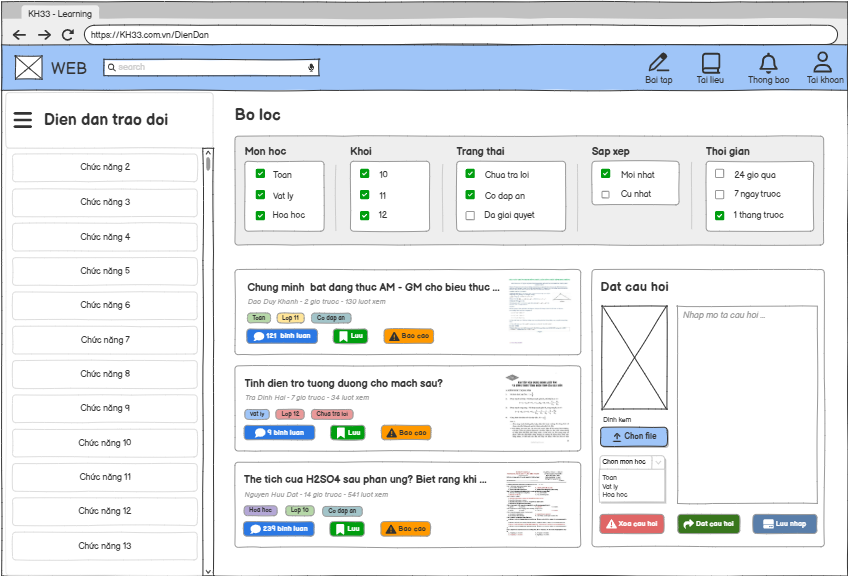 KH33 - Learning
https://KH33.com.vn/DienDan
WEB
search
Bai tap
Tai lieu
Thong bao
Tai khoan
Dien dan trao doi
Chức năng 2
Chức năng 3
Chức năng 4
Chức năng 5
Chức năng 6
Chức năng 7
Chức năng 8
Chức năng 9
Chức năng 10
Chức năng 11
Chức năng 12
Chức năng 13
Bo loc
Mon hoc
Toan
Vat ly
Hoa hoc
Khoi
10
11
12
Trang thai
Chua tra loi
Co dap an
Da giai quyet
Sap xep
Moi nhat
Cu nhat
Thoi gian
24 gio qua
7 ngay truoc
1 thang truoc
Chung minh bat dang thuc AM - GM cho bieu thuc ...
Dao Duy Khanh - 2 gio truoc - 130 luot xem
Toan Lop 11 Co dap an
121 binh luan Luu Bao cao
Tinh dien tro tuong duong cho mach sau?
Tra Dinh Hai - 7 gio truoc - 34 luot xem
vat ly Lop 12 Chua tra loi
9 binh luan Luu Bao cao
The tich cua H2SO4 sau phan ung? Biet rang khi ...
Nguyen Huu Dat - 14 gio truoc - 541 luot xem
Hoa hoc Lop 10 Co dap an
239 binh luan Luu Bao cao
Dat cau hoi
Nhap mo ta cau hoi ...
Dinh kem
Chon file
Chon mon hoc
Toan
Vat ly
Hoa hoc
Xoa cau hoi Dat cau hoi Luu nhap